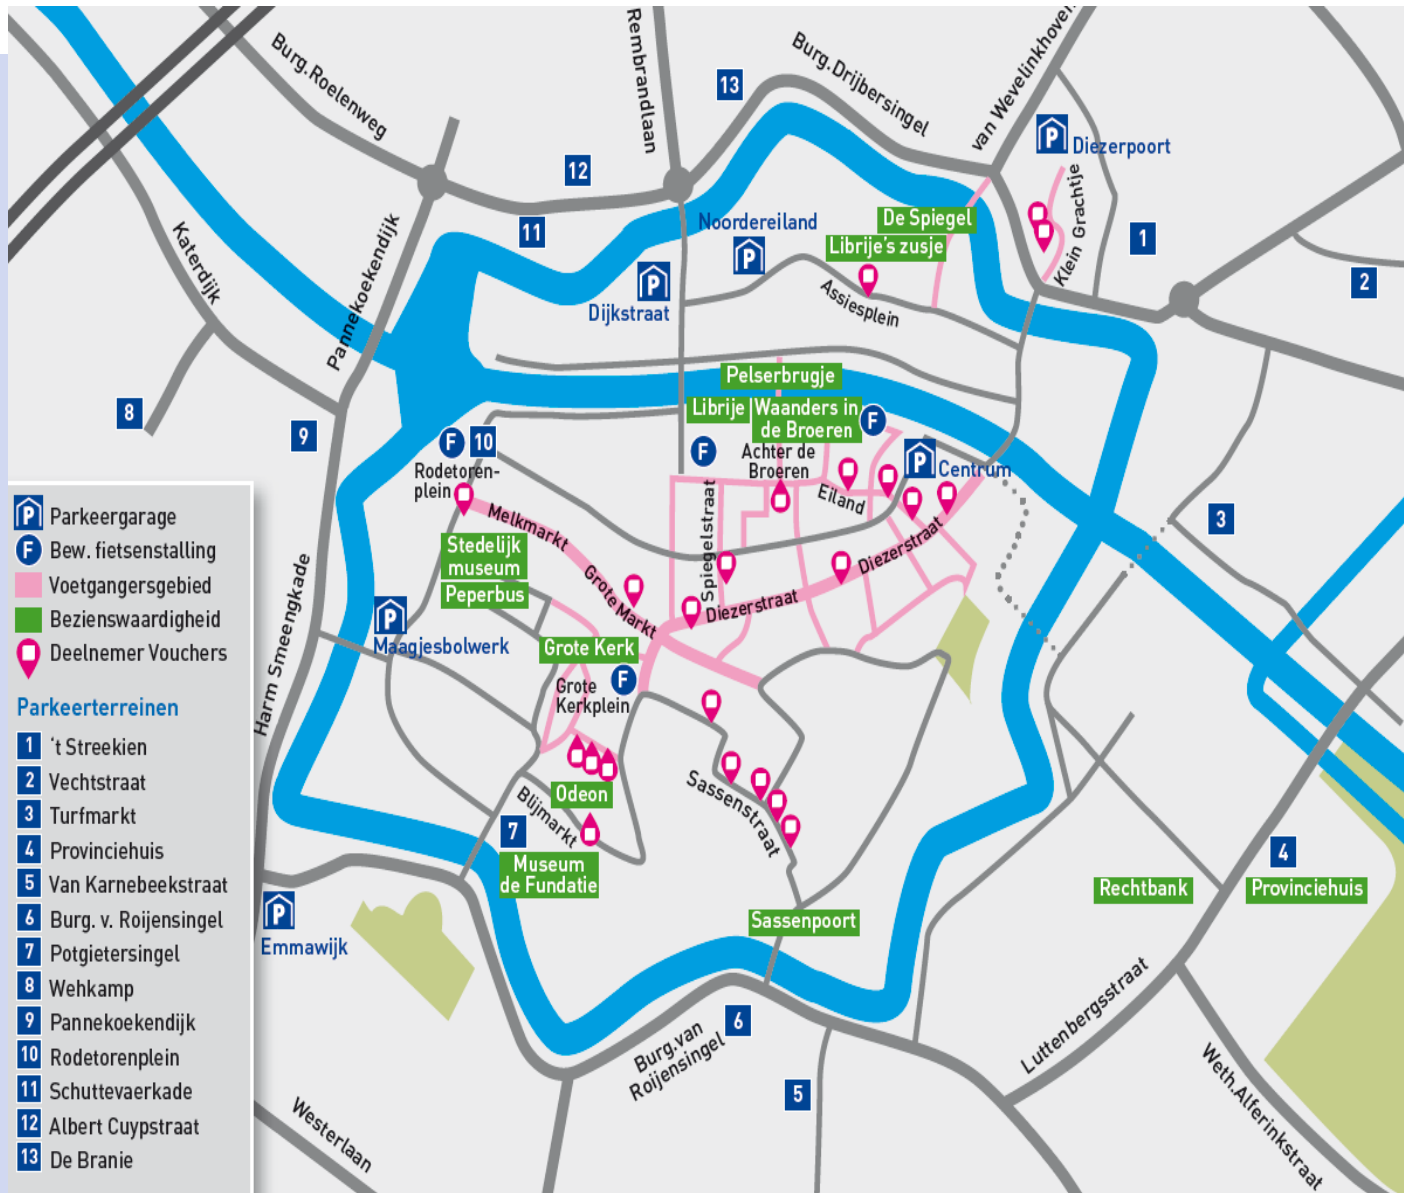 Burg.Roelenweg
Rembrandlaan
13
Burg.Drijbersingel
van Wevelinkhoven
P
Diezerpoort
12
Katerdijk
Pannekoekendijk
11
Noordereiland
P
De Spiegel
Librije's zusje
Klein Grachtje
1
P
Dijkstraat
Assiesplein
2
Pelserbrugje
8
9
Librije
Waanders in
de Broeren
F
F
10
F
Rodetoren-
plein
Achter de
Broeren
P
Centrum
Eiland
Melkmarkt
Spiegelstraat
Diezerstraat
3
Stedelijk
museum
Peperbus
Grote Markt
Diezerstraat
P
Maagjesbolwerk
Harm Smeengkade
Grote Kerk
F
Grote
Kerkplein
Odeon
Blijmarkt
Sassenstraat
7
Museum
de Fundatie
4
Rechtbank
Provinciehuis
P
Emmawijk
Sassenpoort
6
Burg.van
Roijensingel
Luttenbergsstraat
5
Weth.Alferinkstraat
Westerlaan
P Parkeergarage
F Bew. fietsenstalling
Voetgangersgebied
Bezienswaardigheid
Deelnemer Vouchers
Parkeerterreinen
1 't Streekien
2 Vechtstraat
3 Turfmarkt
4 Provinciehuis
5 Van Karnebeekstraat
6 Burg. v. Roijensingel
7 Potgietersingel
8 Wehkamp
9 Pannekoekendijk
10 Rodetorenplein
11 Schuttevaerkade
12 Albert Cuypstraat
13 De Branie